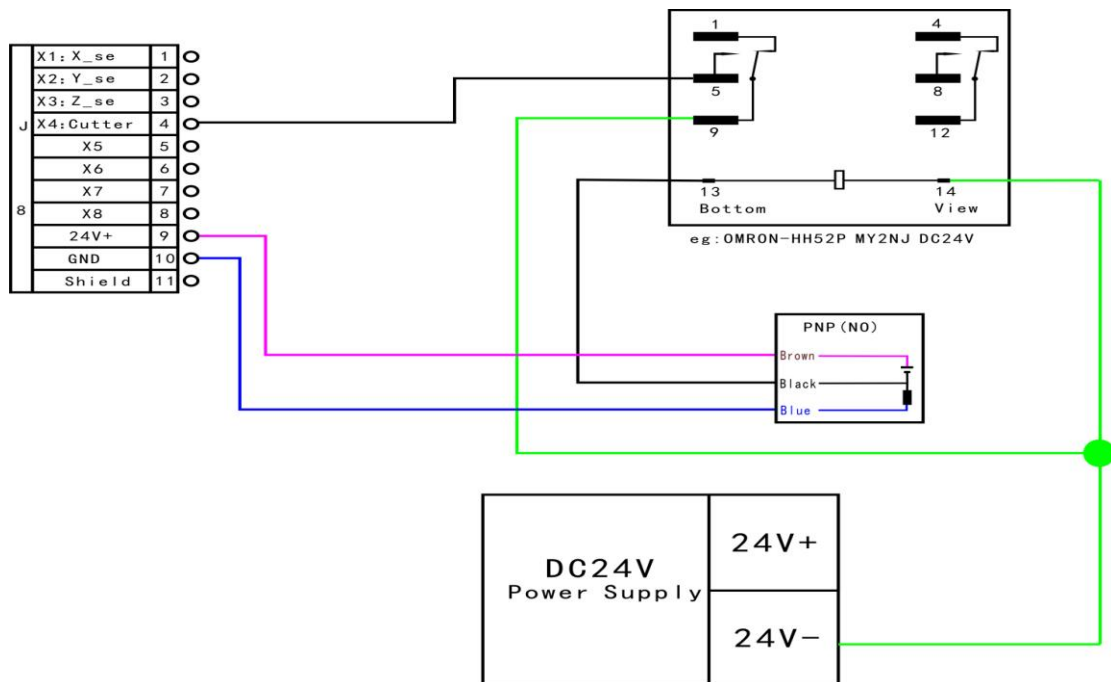 J8
X1: X_se 1
X2: Y_se 2
X3: Z_se 3
X4:Cutter 4
X5 5
X6 6
X7 7
X8 8
24V+ 9
GND 10
Shield 11
1 4
5 8
9 12
13 14
Bottom View
eg:OMRON-HH52P MY2NJ DC24V
PNP(NO)
Brown
Black
Blue
DC24V
Power Supply
24V+
24V-